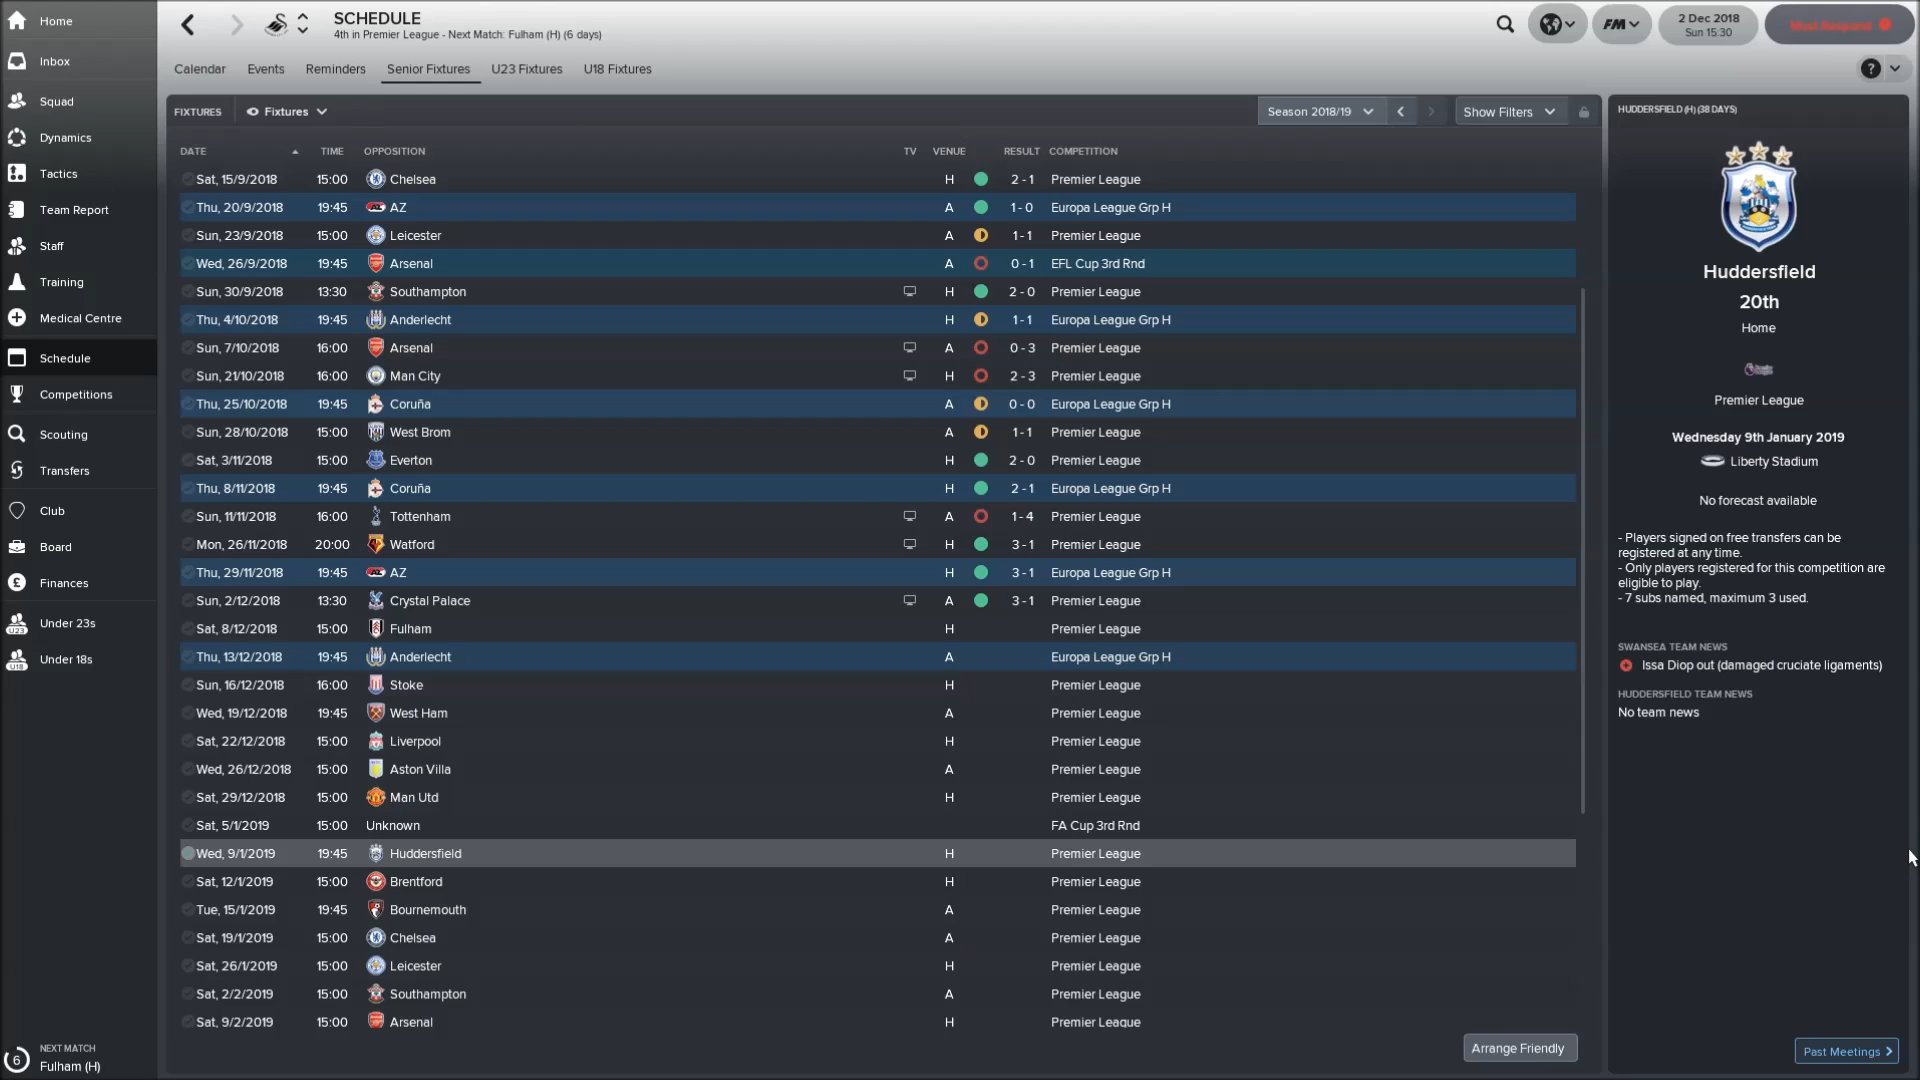 Home
Inbox
Squad
Dynamics
Tactics
Team Report
Staff
Training
Medical Centre
Schedule
Competitions
Scouting
Transfers
Club
Board
Finances
U23 Under 23s
U18 Under 18s
6 NEXT MATCH
Fulham (H)
SCHEDULE
4th in Premier League - Next Match: Fulham (H) (6 days)
FM
2 Dec 2018
Sun 15:30
Must Respond
Calendar Events Reminders Senior Fixtures U23 Fixtures U18 Fixtures
?
FIXTURES Fixtures Season 2018/19 Show Filters
DATE TIME OPPOSITION TV VENUE RESULT COMPETITION
Sat, 15/9/2018 15:00 Chelsea H 2 - 1 Premier League
Thu, 20/9/2018 19:45 AZ A 1 - 0 Europa League Grp H
Sun, 23/9/2018 15:00 Leicester A 1 - 1 Premier League
Wed, 26/9/2018 19:45 Arsenal A 0 - 1 EFL Cup 3rd Rnd
Sun, 30/9/2018 13:30 Southampton H 2 - 0 Premier League
Thu, 4/10/2018 19:45 Anderlecht H 1 - 1 Europa League Grp H
Sun, 7/10/2018 16:00 Arsenal A 0 - 3 Premier League
Sun, 21/10/2018 16:00 Man City H 2 - 3 Premier League
Thu, 25/10/2018 19:45 Coruña A 0 - 0 Europa League Grp H
Sun, 28/10/2018 15:00 West Brom A 1 - 1 Premier League
Sat, 3/11/2018 15:00 Everton H 2 - 0 Premier League
Thu, 8/11/2018 19:45 Coruña H 2 - 1 Europa League Grp H
Sun, 11/11/2018 16:00 Tottenham A 1 - 4 Premier League
Mon, 26/11/2018 20:00 Watford H 3 - 1 Premier League
Thu, 29/11/2018 19:45 AZ H 3 - 1 Europa League Grp H
Sun, 2/12/2018 13:30 Crystal Palace A 3 - 1 Premier League
Sat, 8/12/2018 15:00 Fulham H Premier League
Thu, 13/12/2018 19:45 Anderlecht A Europa League Grp H
Sun, 16/12/2018 16:00 Stoke H Premier League
Wed, 19/12/2018 19:45 West Ham A Premier League
Sat, 22/12/2018 15:00 Liverpool H Premier League
Wed, 26/12/2018 15:00 Aston Villa A Premier League
Sat, 29/12/2018 15:00 Man Utd H Premier League
Sat, 5/1/2019 15:00 Unknown FA Cup 3rd Rnd
Wed, 9/1/2019 19:45 Huddersfield H Premier League
Sat, 12/1/2019 15:00 Brentford H Premier League
Tue, 15/1/2019 19:45 Bournemouth A Premier League
Sat, 19/1/2019 15:00 Chelsea A Premier League
Sat, 26/1/2019 15:00 Leicester H Premier League
Sat, 2/2/2019 15:00 Southampton A Premier League
Sat, 9/2/2019 15:00 Arsenal H Premier League
Arrange Friendly
HUDDERSFIELD (H) (38 DAYS)
Huddersfield
20th
Home
Premier League
Wednesday 9th January 2019
Liberty Stadium
No forecast available
- Players signed on free transfers can be
registered at any time.
- Only players registered for this competition are
eligible to play.
- 7 subs named, maximum 3 used.
SWANSEA TEAM NEWS
Issa Diop out (damaged cruciate ligaments)
HUDDERSFIELD TEAM NEWS
No team news
Past Meetings